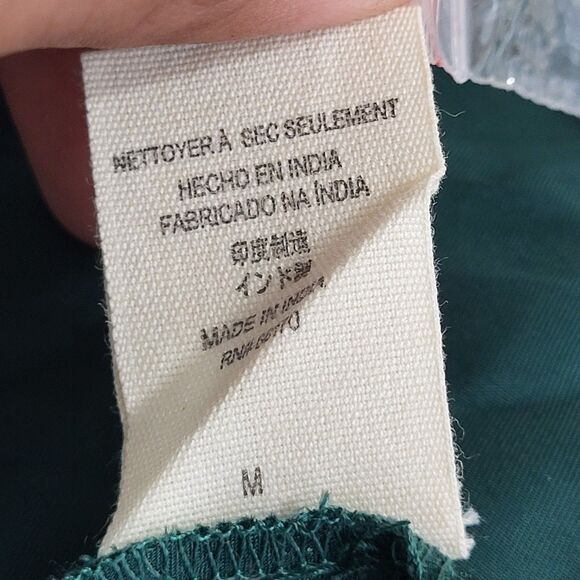 NETTOYER À SEC SEULEMENT
HECHO EN INDIA
FABRICADO NA ÍNDIA
印度制造
インド製
MADE IN INDIA
M